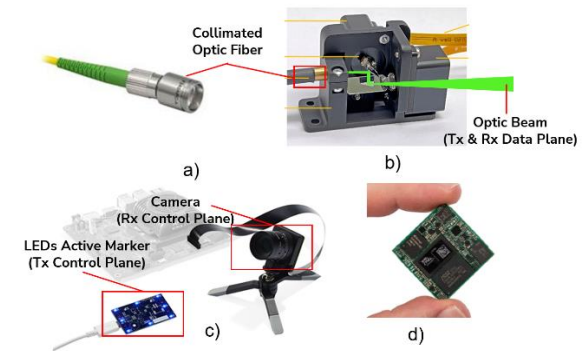 Collimated
Optic Fiber
a)
b)
Optic Beam
(Tx & Rx Data Plane)
Camera
(Rx Control Plane)
LEDs Active Marker
(Tx Control Plane)
c)
d)